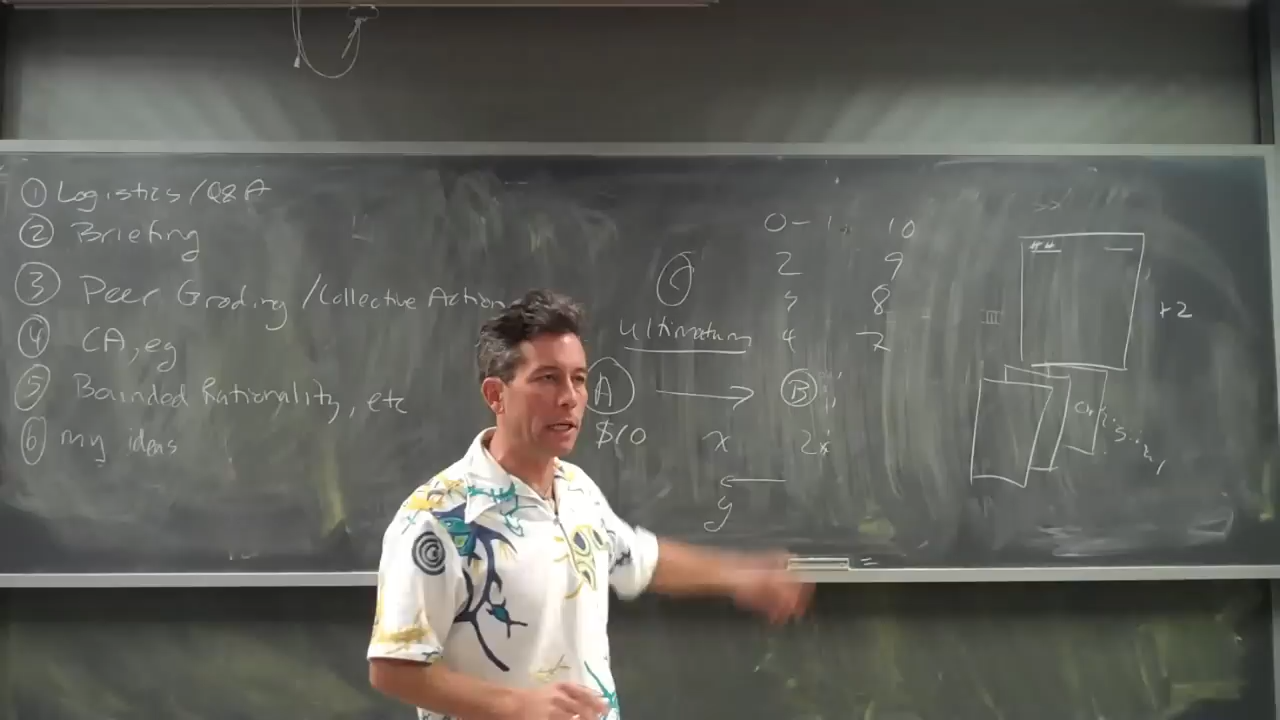 ① Logistics/Q&A
② Briefing
③ Peer Grading/Collective Action
④ CA, eg
⑤ Bounded Rationality, etc
⑥ my ideas
C
ultimatum
A
$10
x
B
2x
y
0-1
2
4
10
9
8
7
##
+2